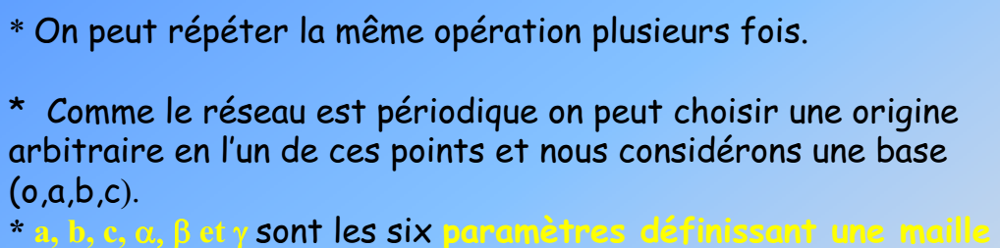 * On peut répéter la même opération plusieurs fois.
* Comme le réseau est périodique on peut choisir une origine
arbitraire en l'un de ces points et nous considérons une base
(o,a,b,c).
* a, b, c, α, β et γ sont les six paramètres définissant une maille